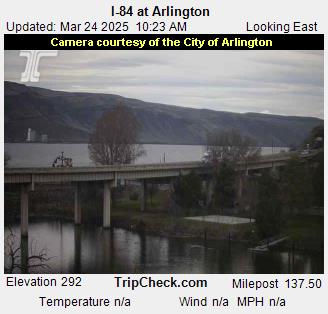 I-84 at Arlington
Updated: Mar 24 2025 10:23 AM Looking East
Camera courtesy of the City of Arlington
Elevation 292 TripCheck.com Milepost 137.50
Temperature n/a Wind n/a MPH n/a